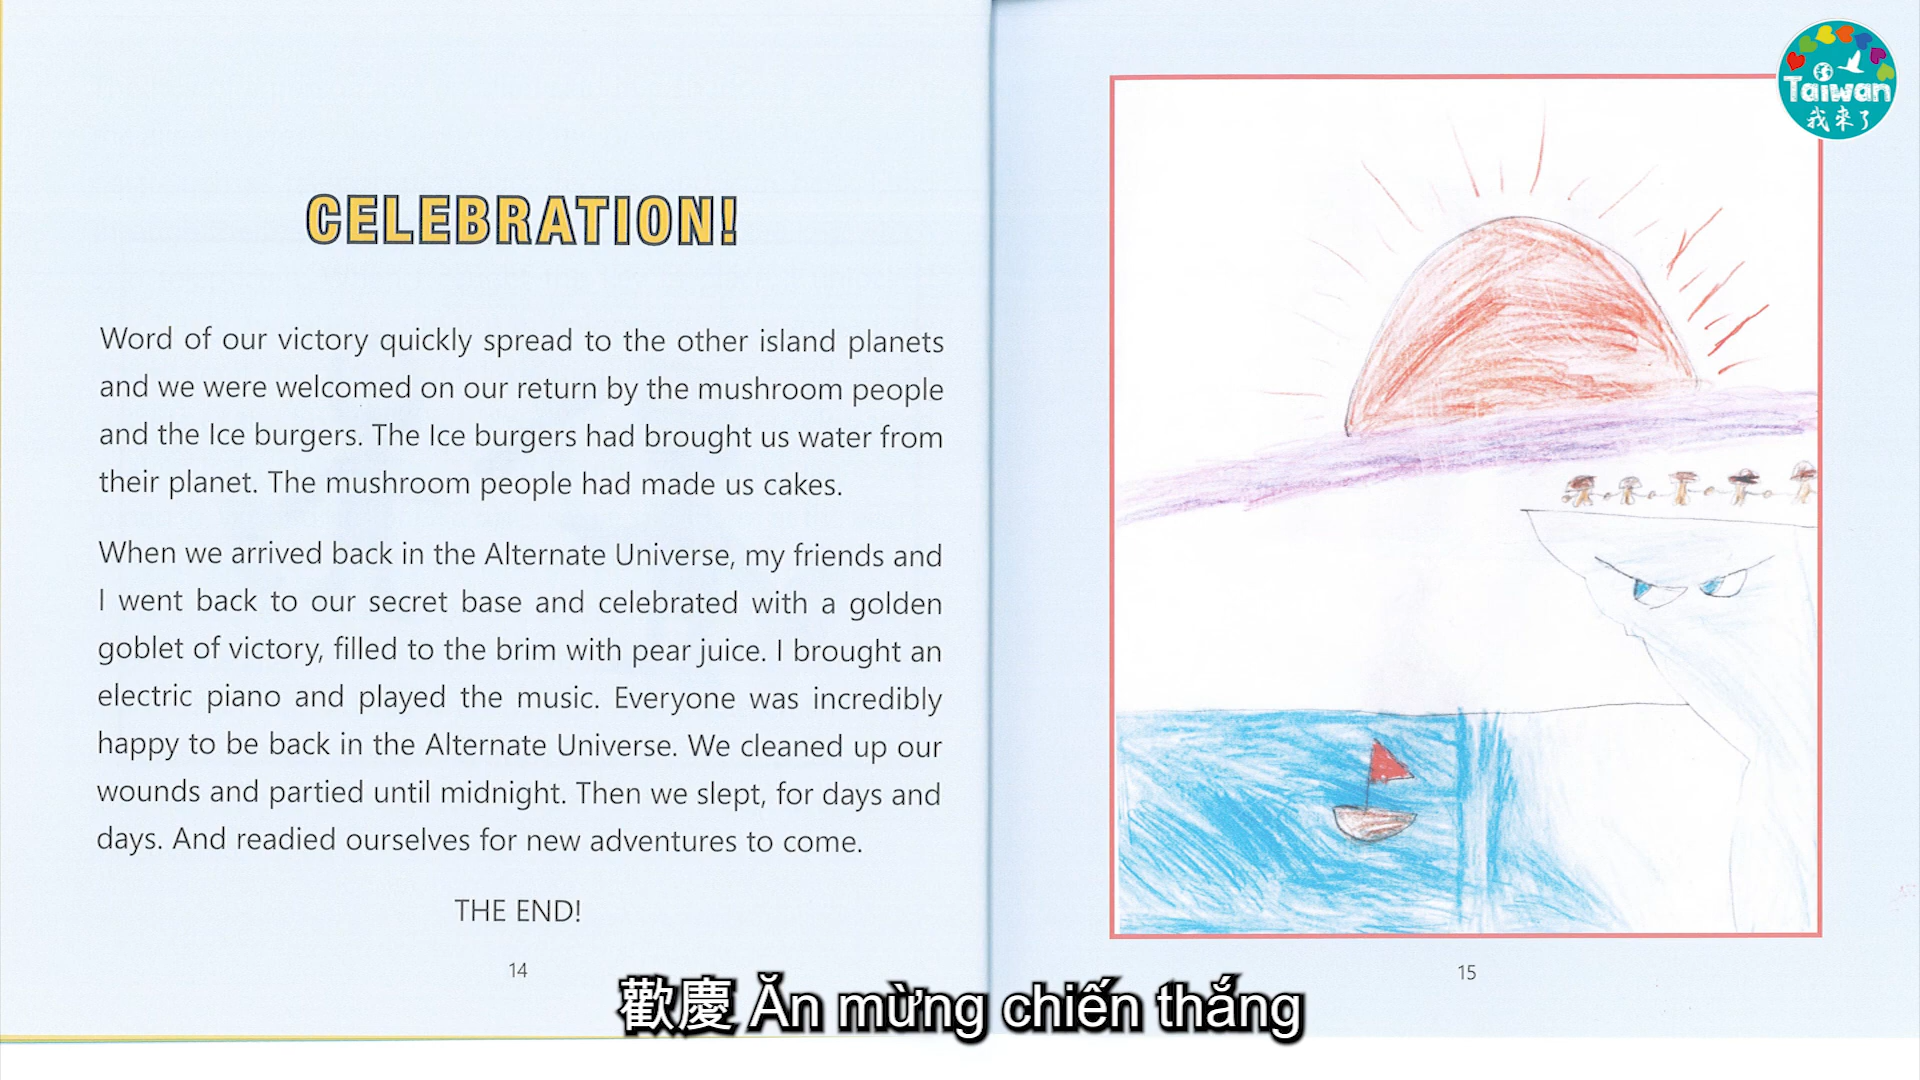 Taiwan
我來了
CELEBRATION!
Word of our victory quickly spread to the other island planets
and we were welcomed on our return by the mushroom people
and the Ice burgers. The Ice burgers had brought us water from
their planet. The mushroom people had made us cakes.
When we arrived back in the Alternate Universe, my friends and
I went back to our secret base and celebrated with a golden
goblet of victory, filled to the brim with pear juice. I brought an
electric piano and played the music. Everyone was incredibly
happy to be back in the Alternate Universe. We cleaned up our
wounds and partied until midnight. Then we slept, for days and
days. And readied ourselves for new adventures to come.
THE END!
14
15
歡慶 Ăn mừng chiến thắng